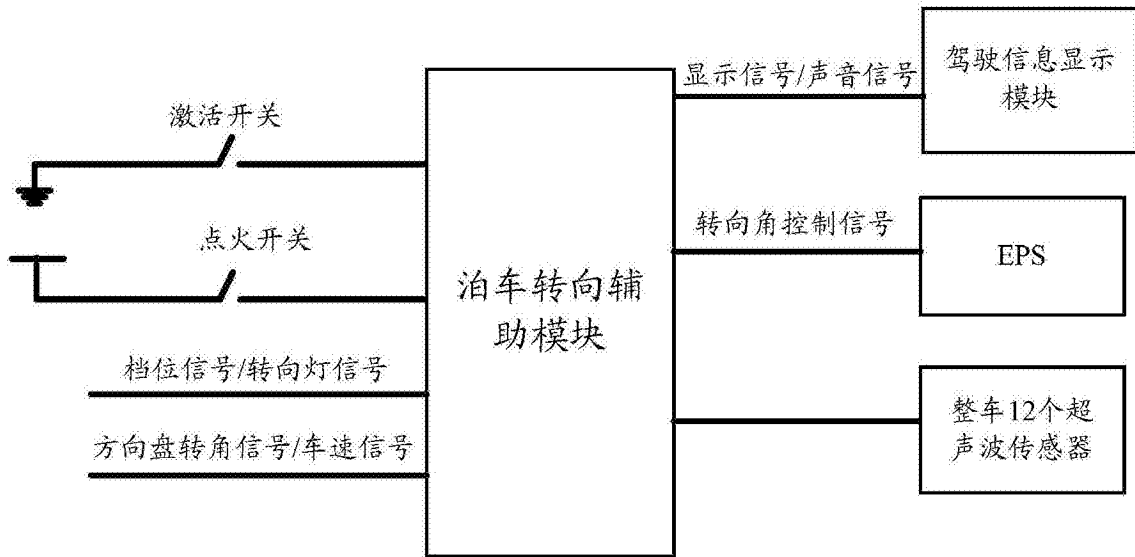 激活开关
点火开关
档位信号/转向灯信号
方向盘转角信号/车速信号
泊车转向辅
助模块
显示信号/声音信号
驾驶信息显示
模块
转向角控制信号
EPS
整车12个超
声波传感器